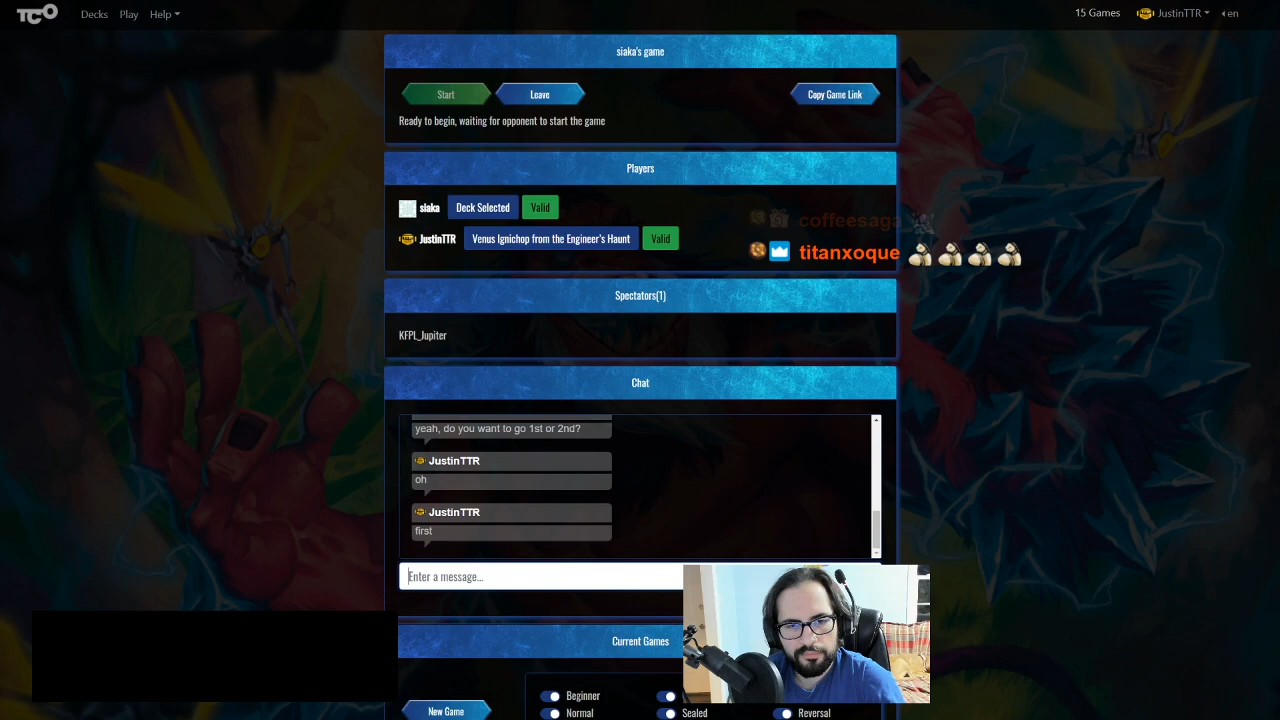 TCO Decks Play Help 15 Games JustinTTR en
siaka's game
Start Leave Copy Game Link
Ready to begin, waiting for opponent to start the game
Players
siaka Deck Selected Valid
JustinTTR Venus Ignichop from the Engineer's Haunt Valid
coffeesaga
titanxoque
Spectators(1)
KFPL_Jupiter
Chat
yeah, do you want to go 1st or 2nd?
JustinTTR
oh
JustinTTR
first
Enter a message...
Current Games
New Game
Beginner
Normal Sealed Reversal